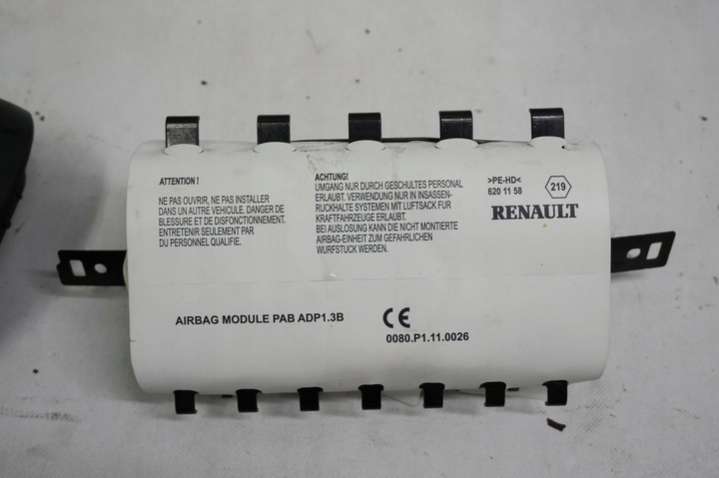 ATTENTION !
NE PAS OUVRIR, NE PAS INSTALLER
DANS UN AUTRE VEHICULE. DANGER DE
BLESSURE ET DE DISFONCTIONNEMENT.
ENTRETENIR SEULEMENT PAR
DU PERSONNEL QUALIFIE.
ACHTUNG!
UMGANG NUR DURCH GESCHULTES PERSONAL
ERLAUBT. VERWENDUNG NUR IN INSASSEN-
RUCKHALTE SYSTEMEN MIT LUFTSACK FUR
KRAFTFAHRZEUGE ERLAUBT.
BEI AUSLOSUNG KANN DIE NICHT MONTIERTE
AIRBAG-EINHEIT ZUM GEFAHRLICHEN
WURFSTUCK WERFEN.
>PE-HD<
620 11 58
219
RENAULT
AIRBAG MODULE PAB ADP1.3B
CE
0080.P1.11.0026